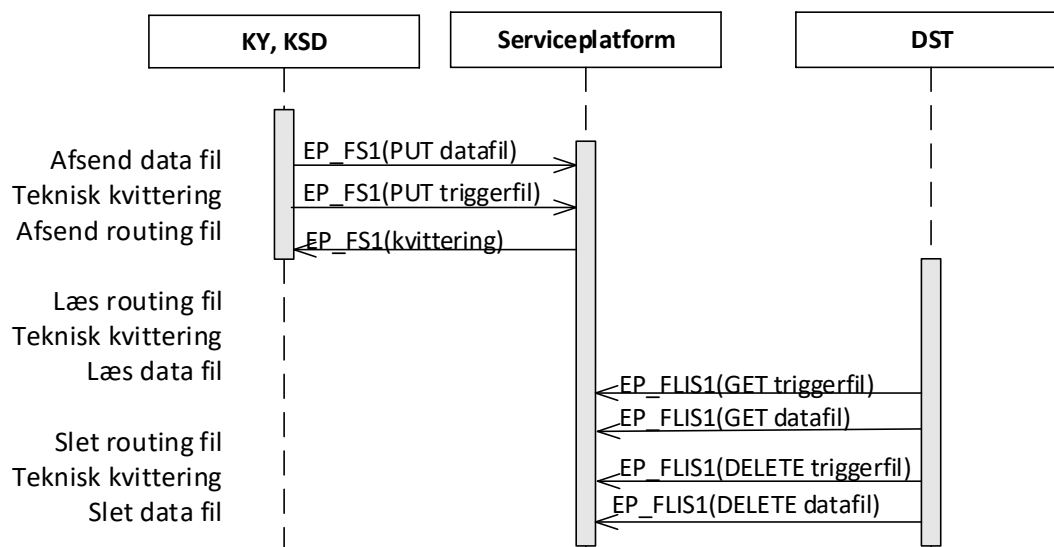 KY, KSD
Serviceplatform
DST
Afsend data fil
EP_FS1(PUT datafil)
Teknisk kvittering
EP_FS1(PUT triggerfil)
Afsend routing fil
EP_FS1(kvittering)
Læs routing fil
Teknisk kvittering
Læs data fil
EP_FLIS1(GET triggerfil)
EP_FLIS1(GET datafil)
Slet routing fil
Teknisk kvittering
EP_FLIS1(DELETE triggerfil)
Slet data fil
EP_FLIS1(DELETE datafil)